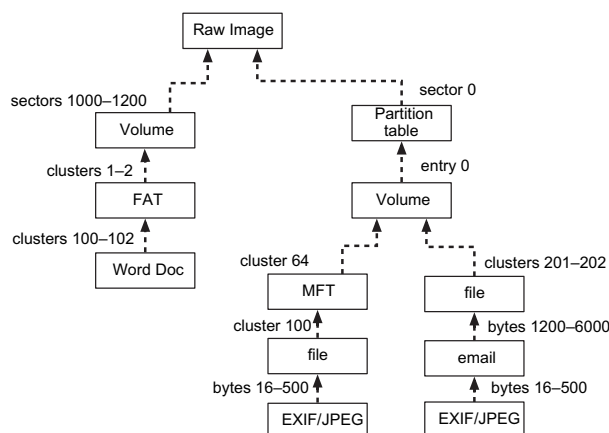 Raw Image
sectors 1000–1200
sector 0
Volume
Partition
table
clusters 1–2
entry 0
FAT
Volume
clusters 100–102
cluster 64
clusters 201–202
Word Doc
MFT
file
cluster 100
bytes 1200–6000
file
email
bytes 16–500
bytes 16–500
EXIF/JPEG
EXIF/JPEG